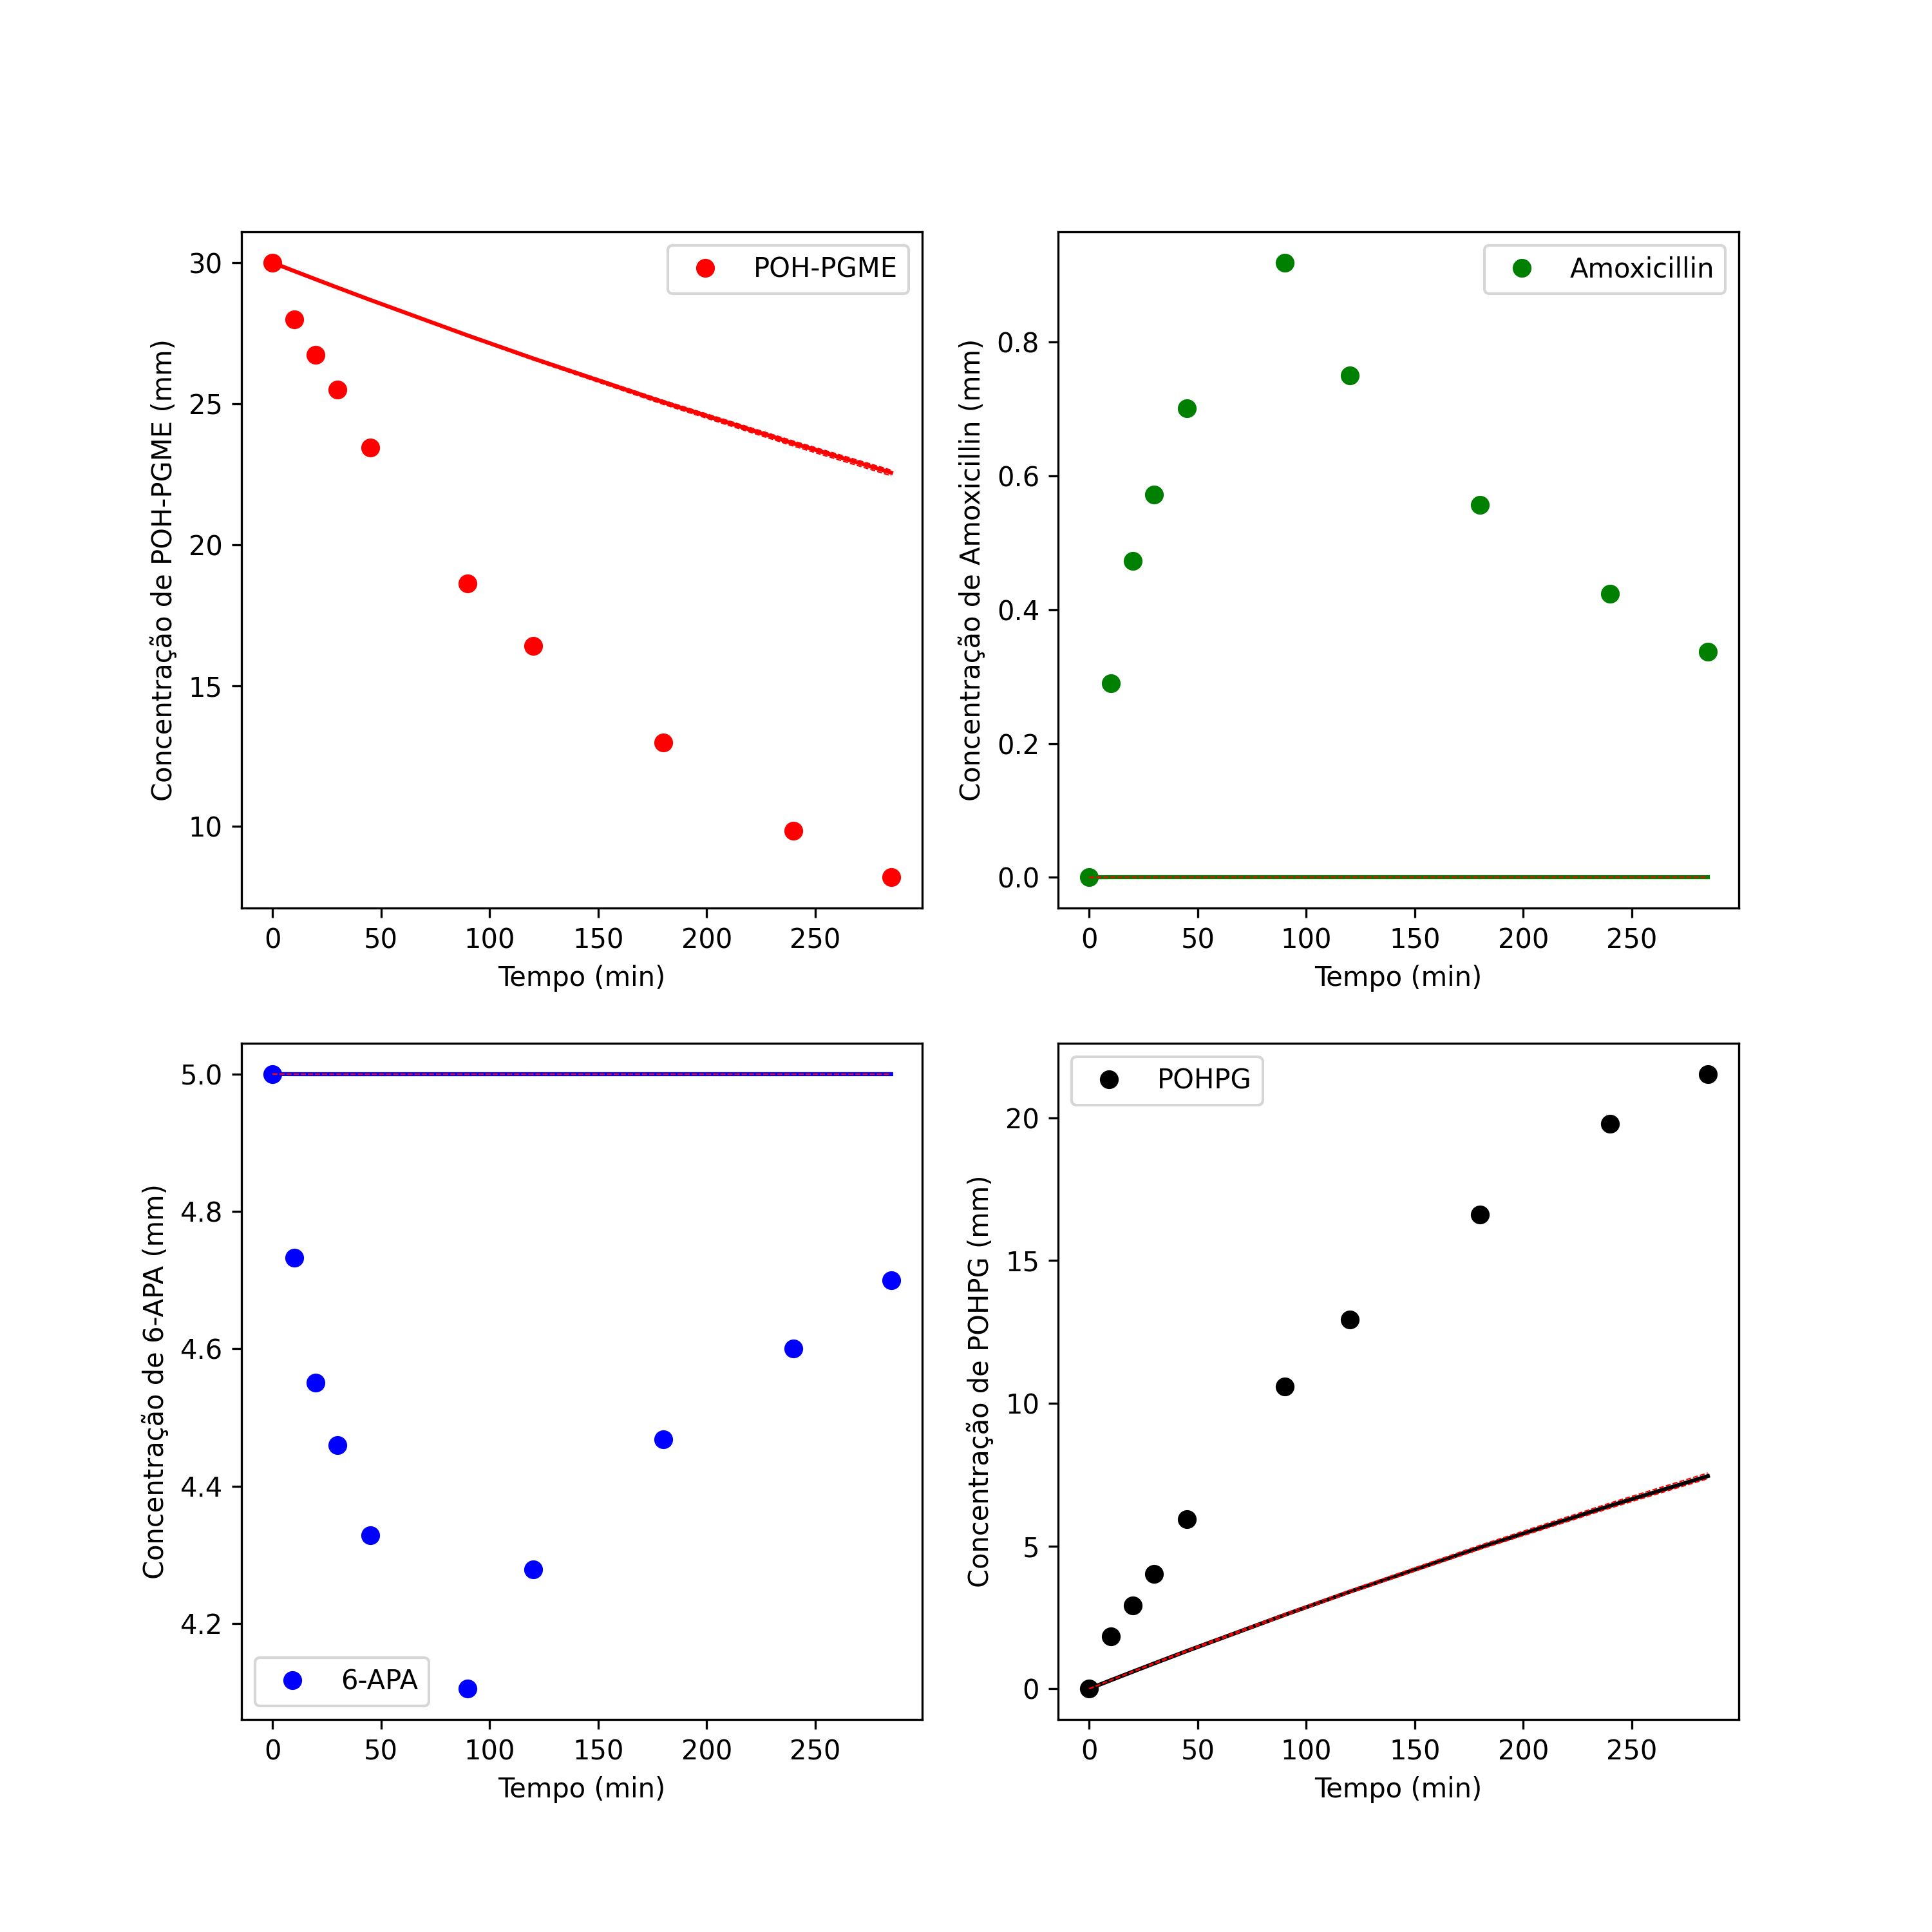 POH-PGME
30
25
20
15
10
Concentração de POH-PGME (mm)
0 50 100 150 200 250
Tempo (min)
Amoxicillin
0.8
0.6
0.4
0.2
0.0
Concentração de Amoxicillin (mm)
0 50 100 150 200 250
Tempo (min)
5.0
4.8
4.6
4.4
4.2
Concentração de 6-APA (mm)
6-APA
0 50 100 150 200 250
Tempo (min)
POHPG
20
15
10
5
0
Concentração de POHPG (mm)
0 50 100 150 200 250
Tempo (min)